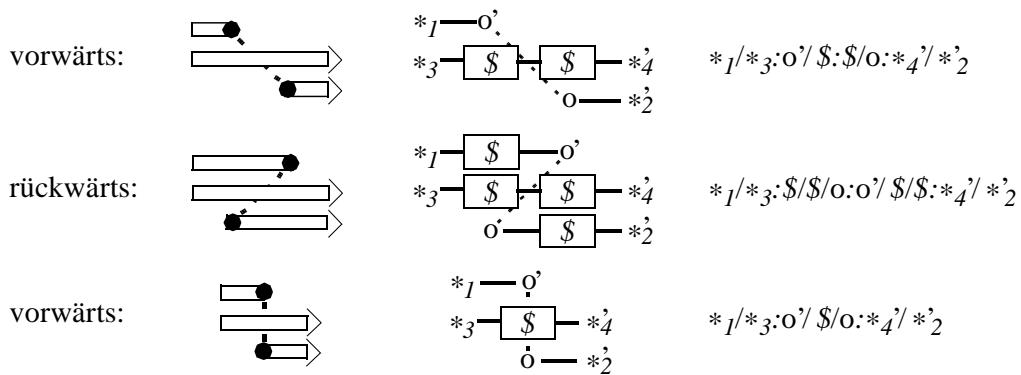 *1 o'
vorwärts: *3 $ $ *'4 *1/*3:o'/ $:$/o:*4'/*'2
o *'2
*1 $ o'
rückwärts: *3 $ $ *'4 *1/*3:$/$/o:o'/ $/$:*4'/*'2
o' $ *'2
*1 o'
vorwärts: *3 $ *'4 *1/*3:o'/ $/o:*4'/*'2
o *'2